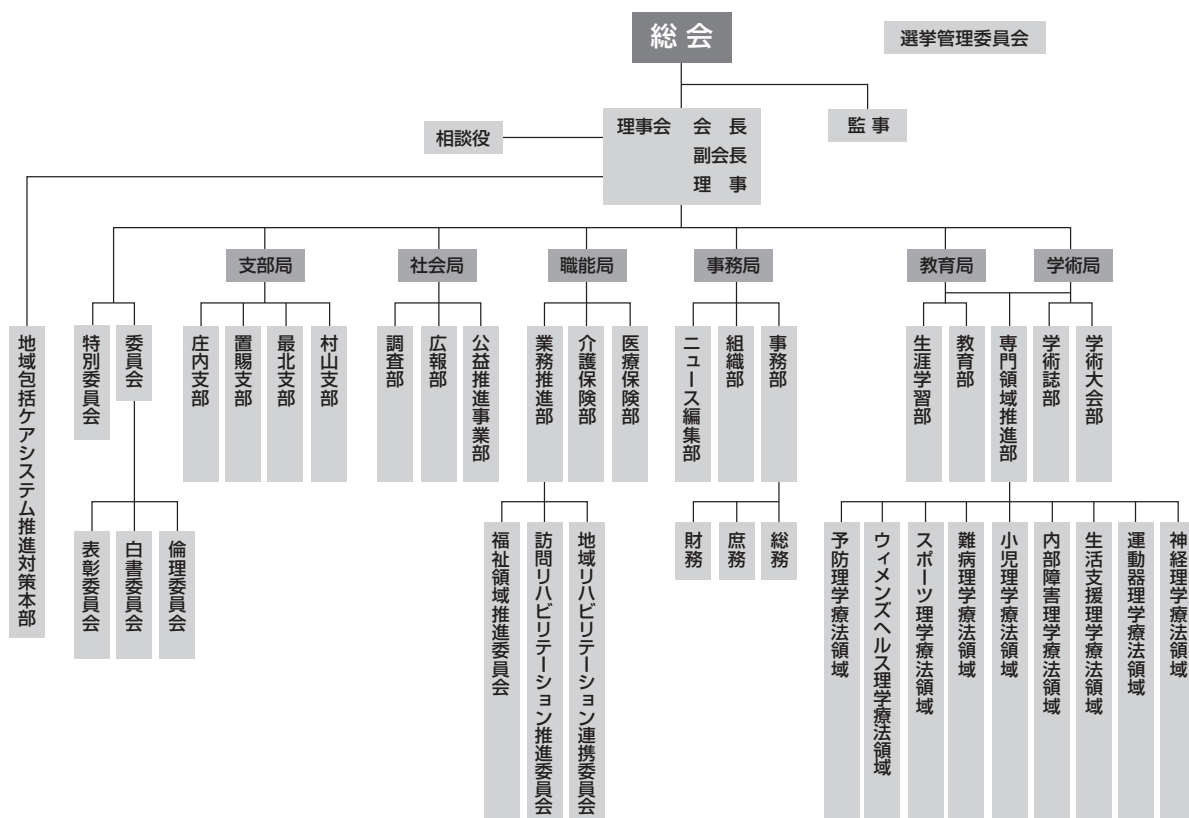 総会
選挙管理委員会
相談役
理事会 会 長
副会長
理 事
監事
支部局
社会局
職能局
事務局
教育局
学術局
地域包括ケアシステム推進対策本部
特別委員会
委員会
庄内支部
置賜支部
最北支部
村山支部
調査部
広報部
公益推進事業部
業務推進部
介護保険部
医療保険部
ニュース編集部
組織部
事務部
生涯学習部
教育部
専門領域推進部
学術誌部
学術大会部
表彰委員会
白書委員会
倫理委員会
福祉領域推進委員会
訪問リハビリテーション推進委員会
地域リハビリテーション連携委員会
財務
庶務
総務
予防理学療法領域
ウィメンズヘルス理学療法領域
スポーツ理学療法領域
難病理学療法領域
小児理学療法領域
内部障害理学療法領域
生活支援理学療法領域
運動器理学療法領域
神経理学療法領域